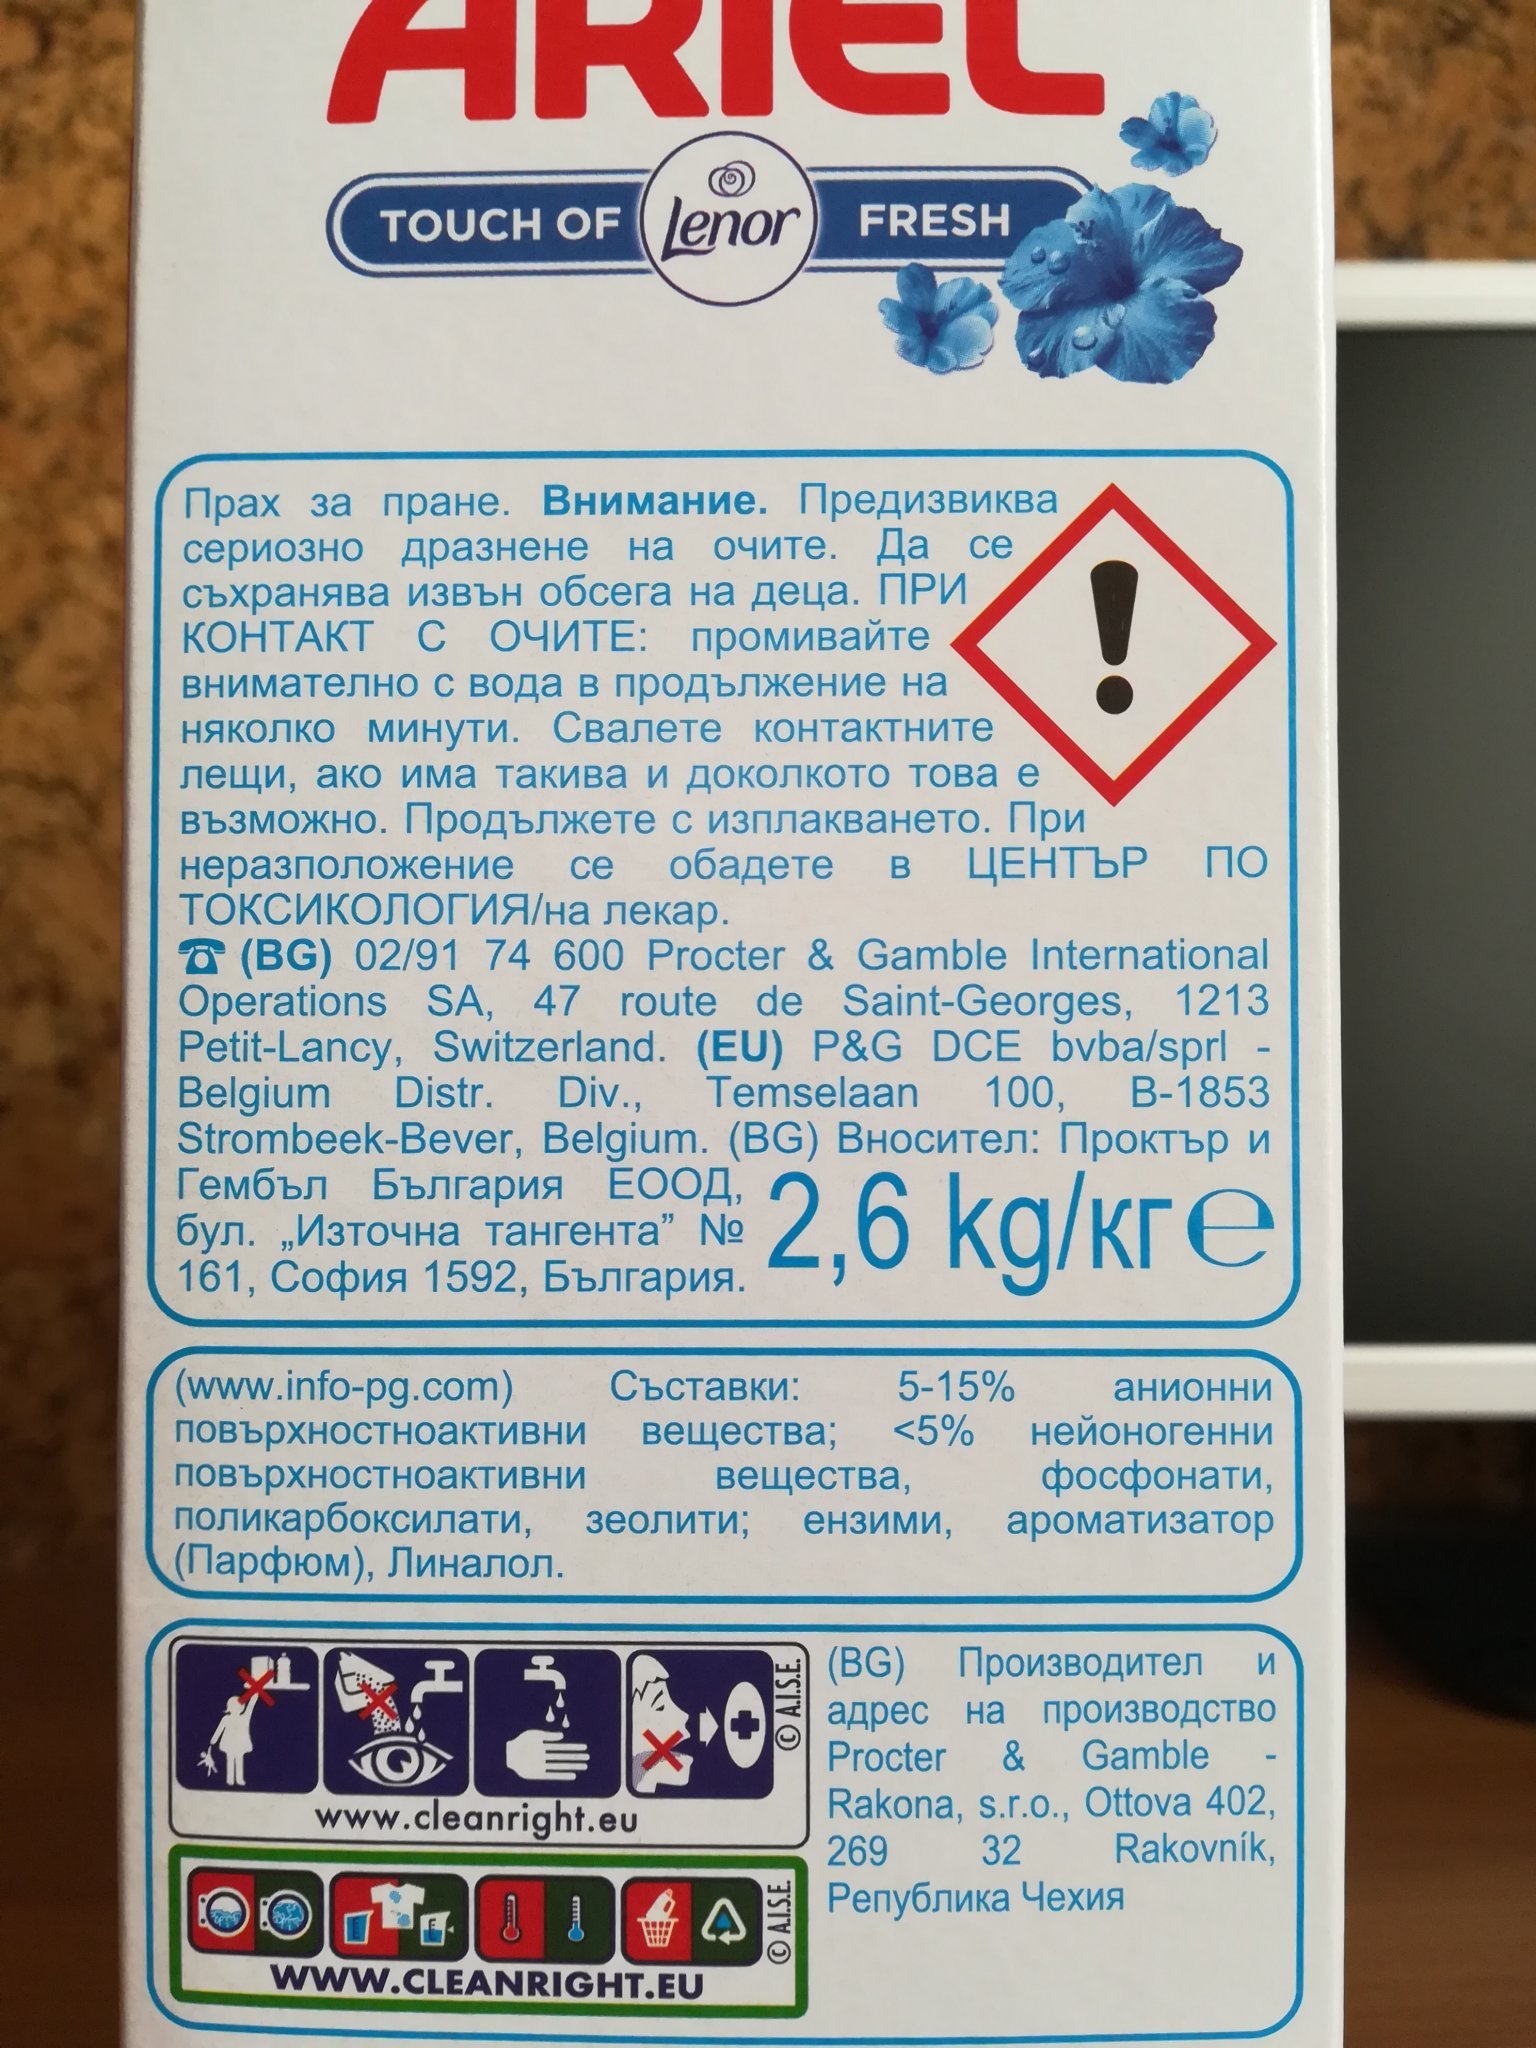 ARIEL
TOUCH OF Lenor FRESH
Прах за пране. Внимание. Предизвиква
сериозно дразнене на очите. Да се
съхранява извън обсега на деца. ПРИ
КОНТАКТ С ОЧИТЕ: промивайте
внимателно с вода в продължение на
няколко минути. Свалете контактните
лещи, ако има такива и доколкото това е
възможно. Продължете с изплакването. При
неразположение се обадете в ЦЕНТЪР ПО
ТОКСИКОЛОГИЯ/на лекар.
☎ (BG) 02/91 74 600 Procter & Gamble International
Operations SA, 47 route de Saint-Georges, 1213
Petit-Lancy, Switzerland. (EU) P&G DCE bvba/sprl -
Belgium Distr. Div., Temselaan 100, B-1853
Strombeek-Bever, Belgium. (BG) Вносител: Проктър и
Гембъл България ЕООД,
бул. „Източна тангента” №
161, София 1592, България.
2,6 kg/кг ℮
(www.info-pg.com) Съставки: 5-15% анионни
повърхностноактивни вещества; <5% нейоногенни
повърхностноактивни вещества, фосфонати,
поликарбоксилати, зеолити; ензими, ароматизатор
(Парфюм), Линалол.
© A.I.S.E.
www.cleanright.eu
© A.I.S.E.
WWW.CLEANRIGHT.EU
(BG) Производител и
адрес на производство
Procter & Gamble -
Rakona, s.r.o., Ottova 402,
269 32 Rakovník,
Република Чехия